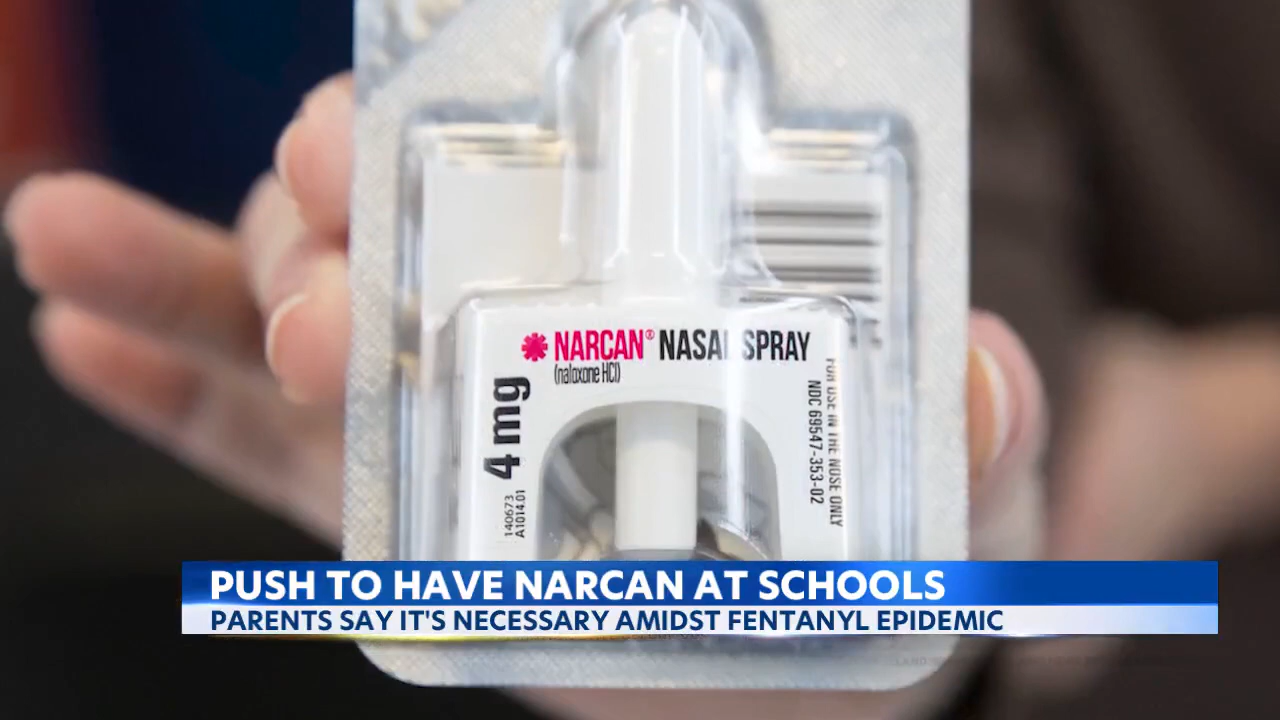 NARCAN® NASAL SPRAY
(naloxone HCl)
4 mg
140673
A1014.01
FOR USE IN THE NOSE ONLY
NDC 69547-353-02
PUSH TO HAVE NARCAN AT SCHOOLS
PARENTS SAY IT'S NECESSARY AMIDST FENTANYL EPIDEMIC